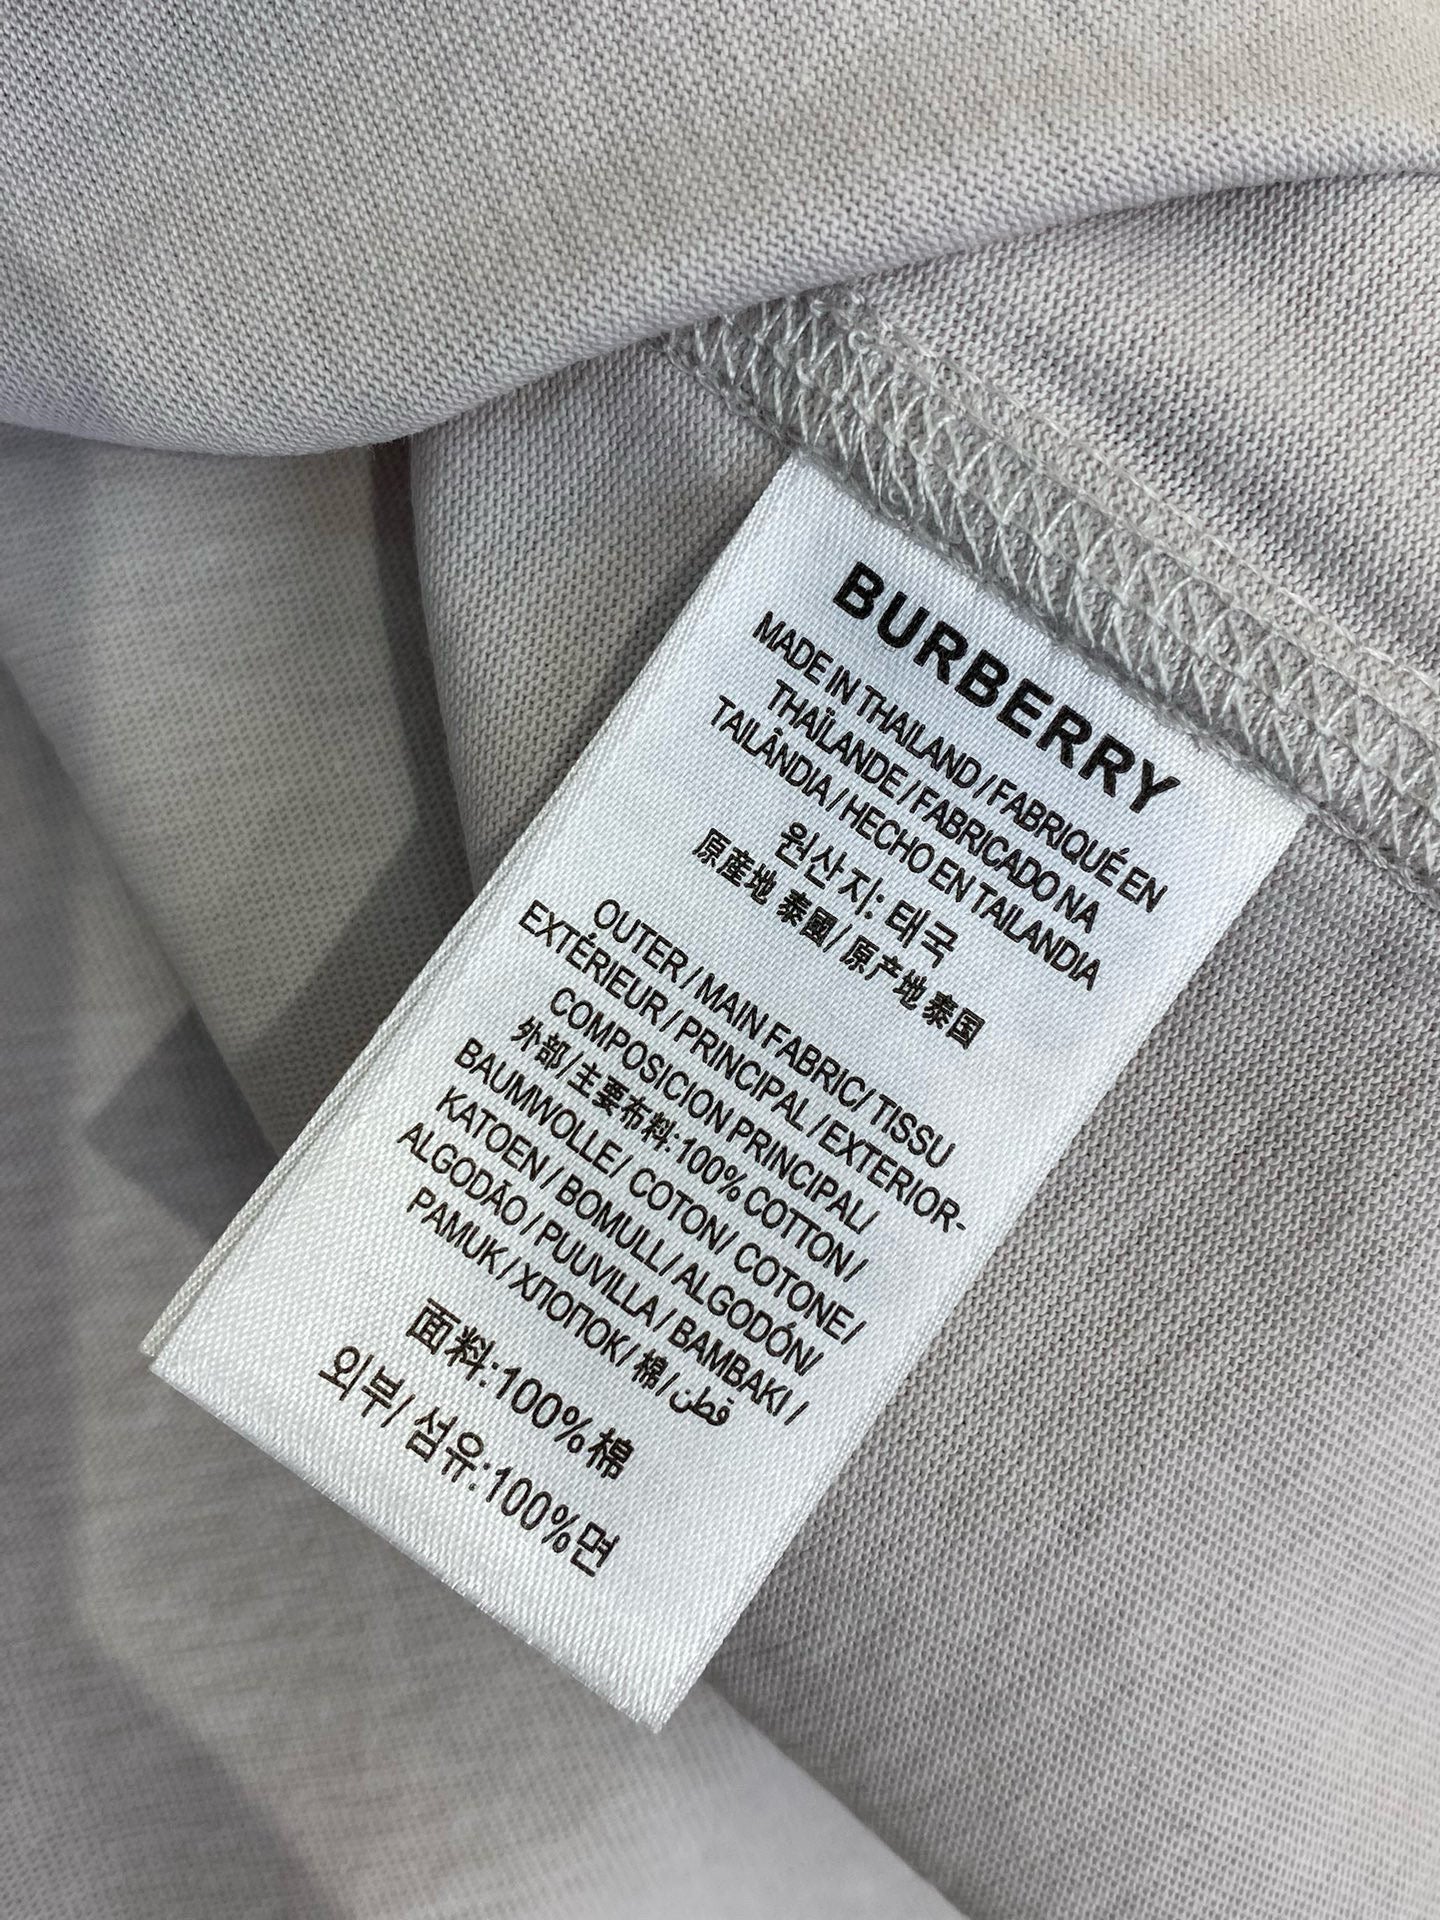 BURBERRY
MADE IN THAILAND / FABRIQUÉ EN
THAÏLANDE / FABRICADO NA
TAILÂNDIA / HECHO EN TAILANDIA
원산지: 태국
原產地 泰國 / 原产地 泰国
OUTER / MAIN FABRIC / TISSU
EXTÉRIEUR / PRINCIPAL / EXTERIOR-
COMPOSICION PRINCIPAL/
外部/主要布料:100% COTTON /
BAUMWOLLE/ COTON/ COTONE /
KATOEN / BOMULL / ALGODÓN/
ALGODÃO / PUUVILLA / BAMBAKI /
PAMUK / ХЛОПОК/ 棉 / قطن
面料:100%棉
외부/ 섬유:100%면